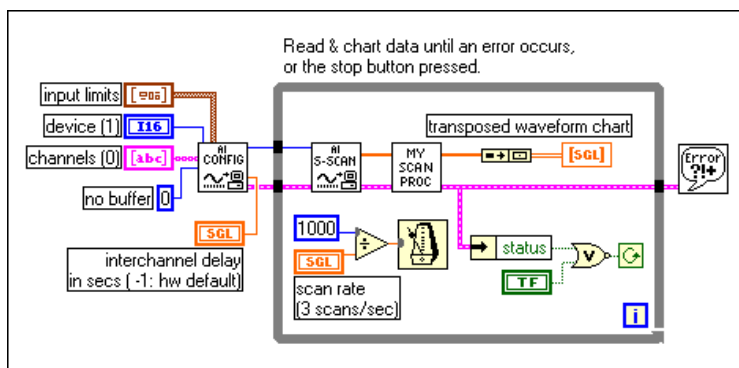 Read & chart data until an error occurs,
or the stop button pressed.
input limits
device (1)
I16
channels (0)
[abc]
no buffer
0
AI
CONFIG
SGL
interchannel delay
in secs ( -1: hw default)
AI
S-SCAN
MY
SCAN
PROC
transposed waveform chart
[SGL]
Error
?!+
1000
÷
SGL
scan rate
(3 scans/sec)
status
V
TF
i